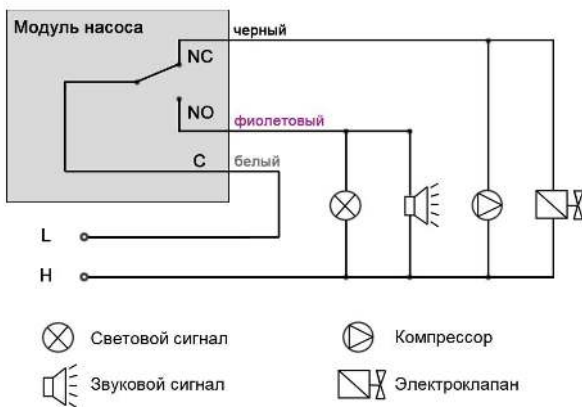 Модуль насоса
черный
NC
NO
фиолетовый
C
белый
L
Н
Световой сигнал
Компрессор
Звуковой сигнал
Электроклапан